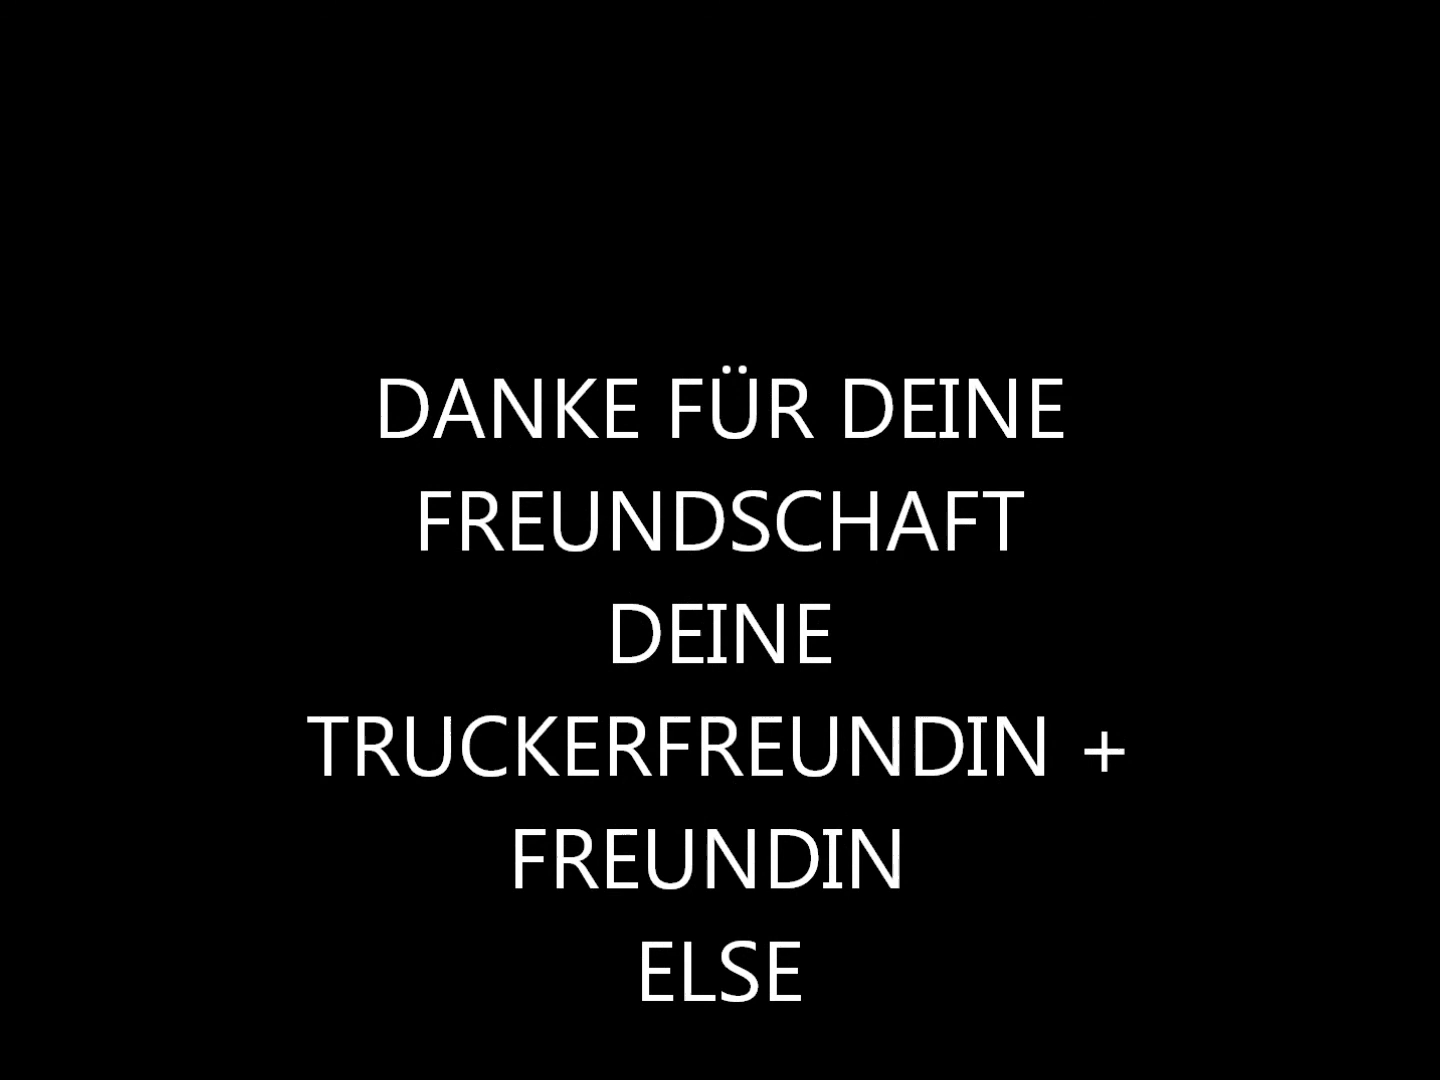 DANKE FÜR DEINE
FREUNDSCHAFT
DEINE
TRUCKERFREUNDIN +
FREUNDIN
ELSE